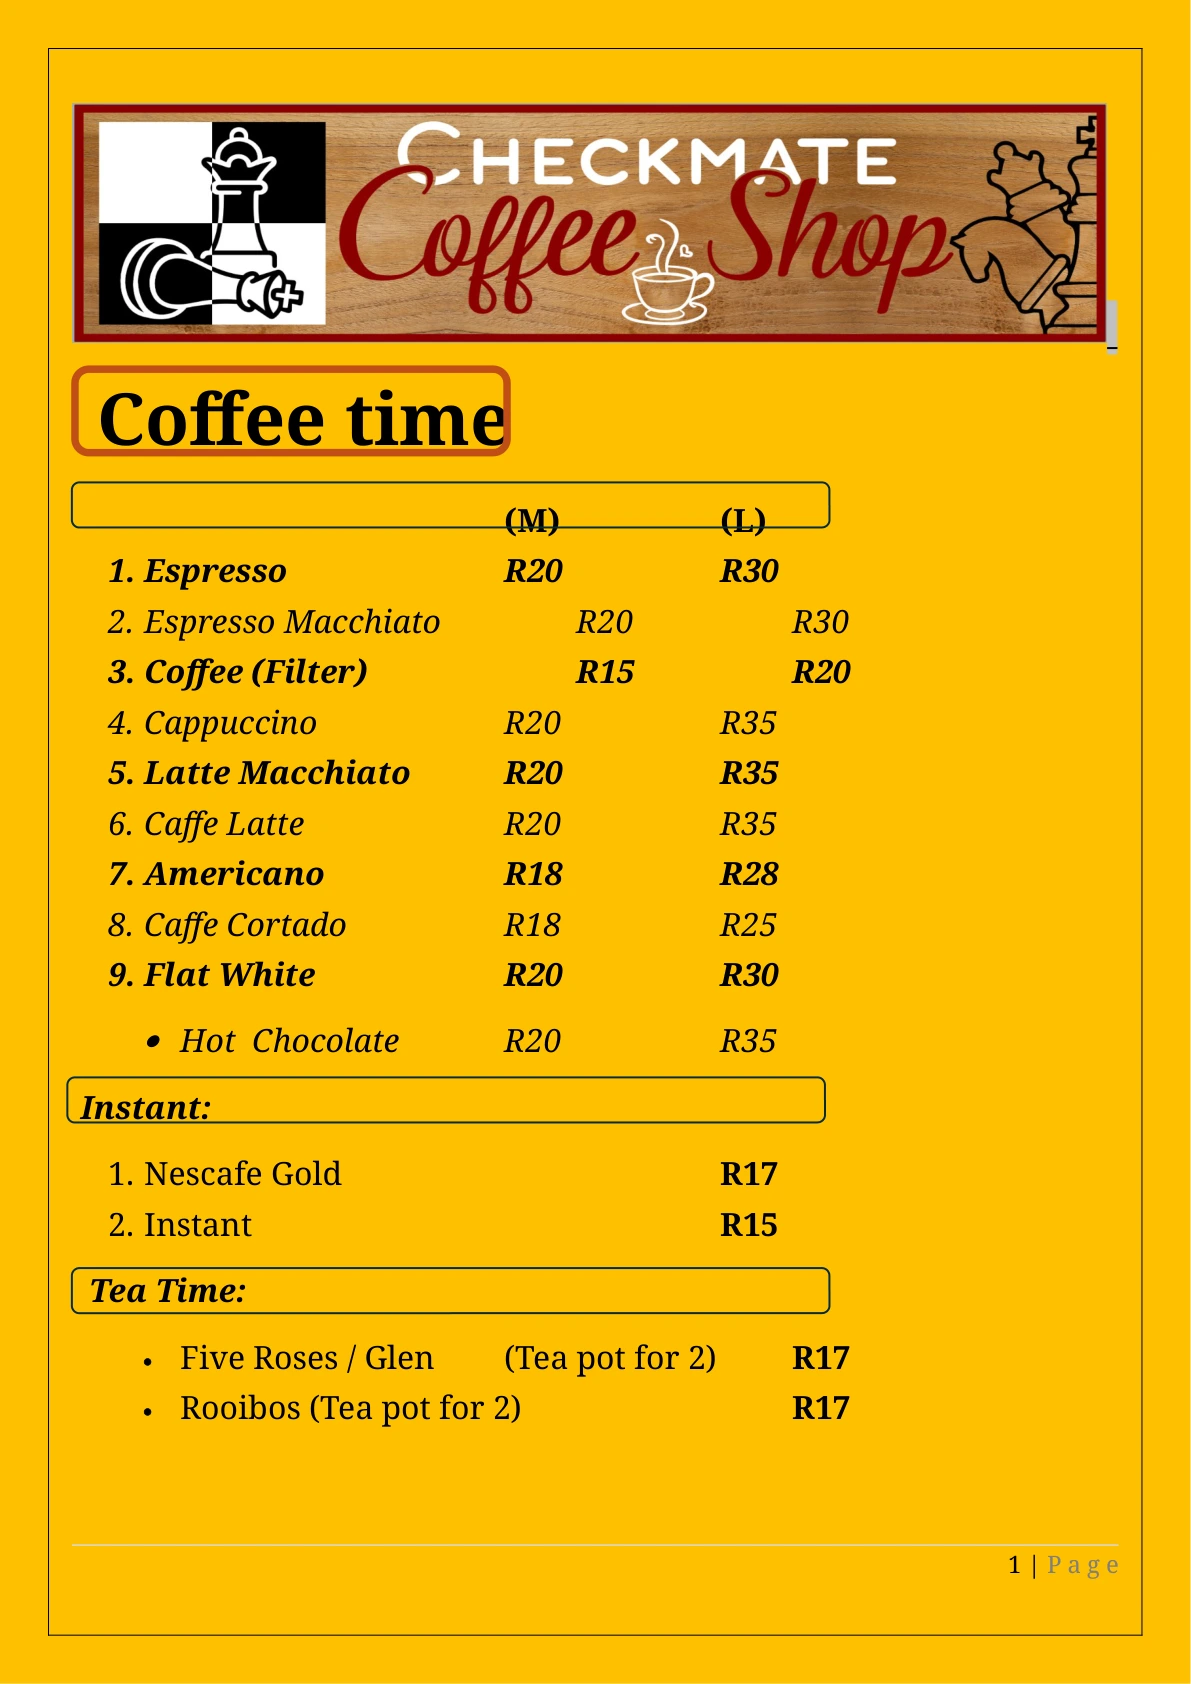 CHECKMATE
Coffee Shop
Coffee time
(M) (L)
1. Espresso R20 R30
2. Espresso Macchiato R20 R30
3. Coffee (Filter) R15 R20
4. Cappuccino R20 R35
5. Latte Macchiato R20 R35
6. Caffe Latte R20 R35
7. Americano R18 R28
8. Caffe Cortado R18 R25
9. Flat White R20 R30
• Hot Chocolate R20 R35
Instant:
1. Nescafe Gold R17
2. Instant R15
Tea Time:
• Five Roses / Glen (Tea pot for 2) R17
• Rooibos (Tea pot for 2) R17
1 | Page